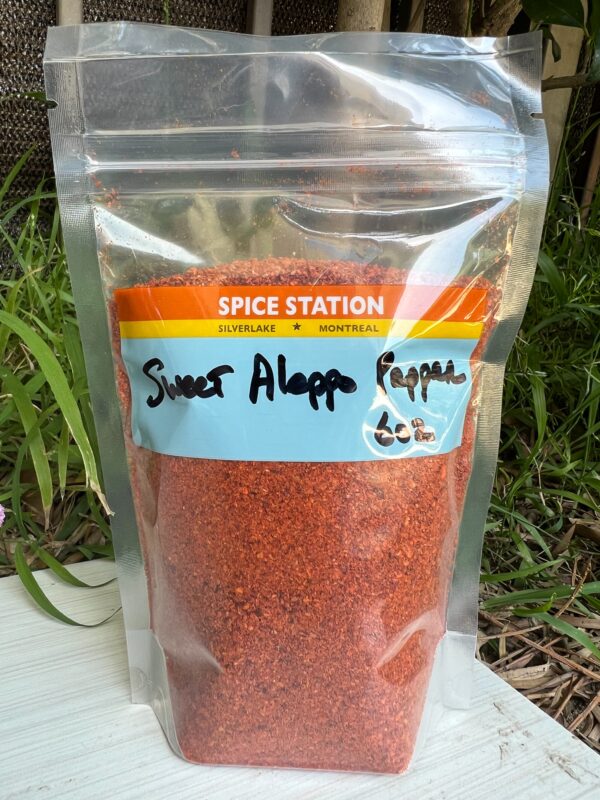 SPICE STATION
SILVERLAKE ★ MONTREAL
Sweet Aleppo Pepper
6oz